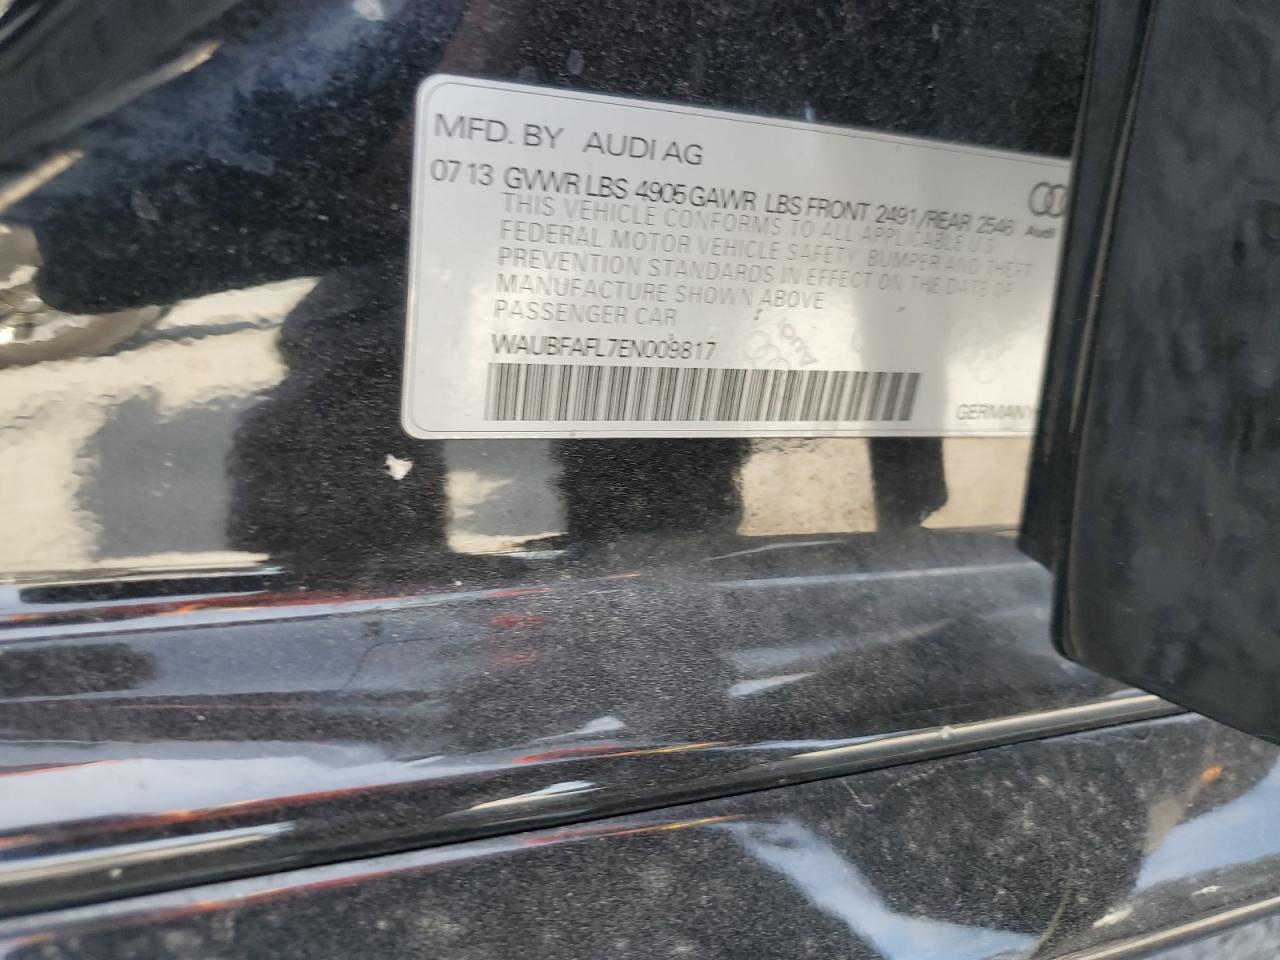 MFD. BY AUDI AG
07 13 GVWR LBS 4905 GAWR LBS FRONT 2491/REAR 2546
Audi
THIS VEHICLE CONFORMS TO ALL APPLICABLE U.S.
FEDERAL MOTOR VEHICLE SAFETY, BUMPER AND THEFT
PREVENTION STANDARDS IN EFFECT ON THE DATE OF
MANUFACTURE SHOWN ABOVE
PASSENGER CAR
WAUBFAFL7EN009817
Audi
GERMANY